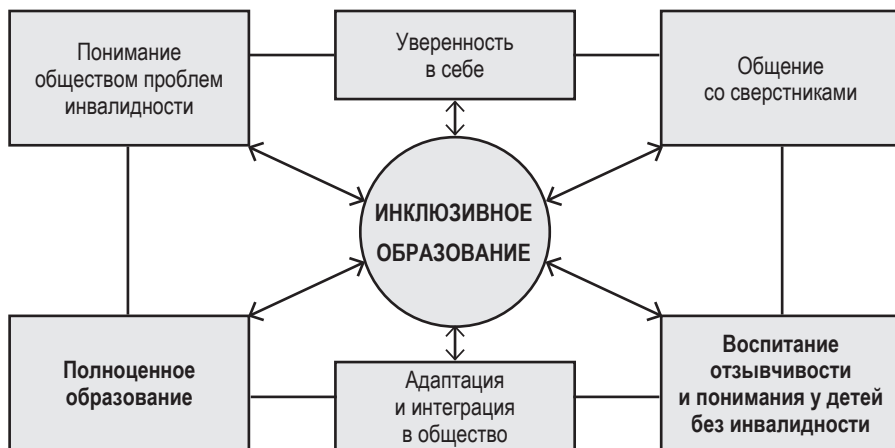 Понимание
обществом проблем
инвалидности
Уверенность
в себе
Общение
со сверстниками
ИНКЛЮЗИВНОЕ
ОБРАЗОВАНИЕ
Полноценное
образование
Адаптация
и интеграция
в общество
Воспитание
отзывчивости
и понимания у детей
без инвалидности